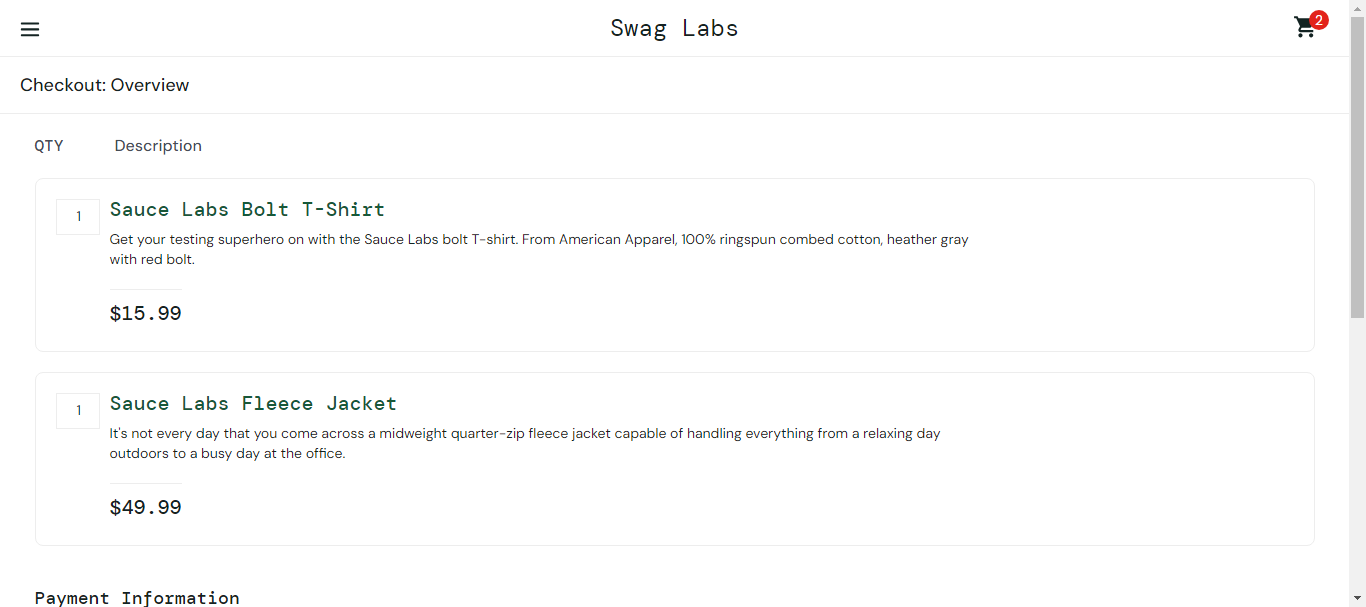 Swag Labs
2
Checkout: Overview
QTY Description
1
Sauce Labs Bolt T-Shirt
Get your testing superhero on with the Sauce Labs bolt T-shirt. From American Apparel, 100% ringspun combed cotton, heather gray
with red bolt.
$15.99
1
Sauce Labs Fleece Jacket
It's not every day that you come across a midweight quarter-zip fleece jacket capable of handling everything from a relaxing day
outdoors to a busy day at the office.
$49.99
Payment Information